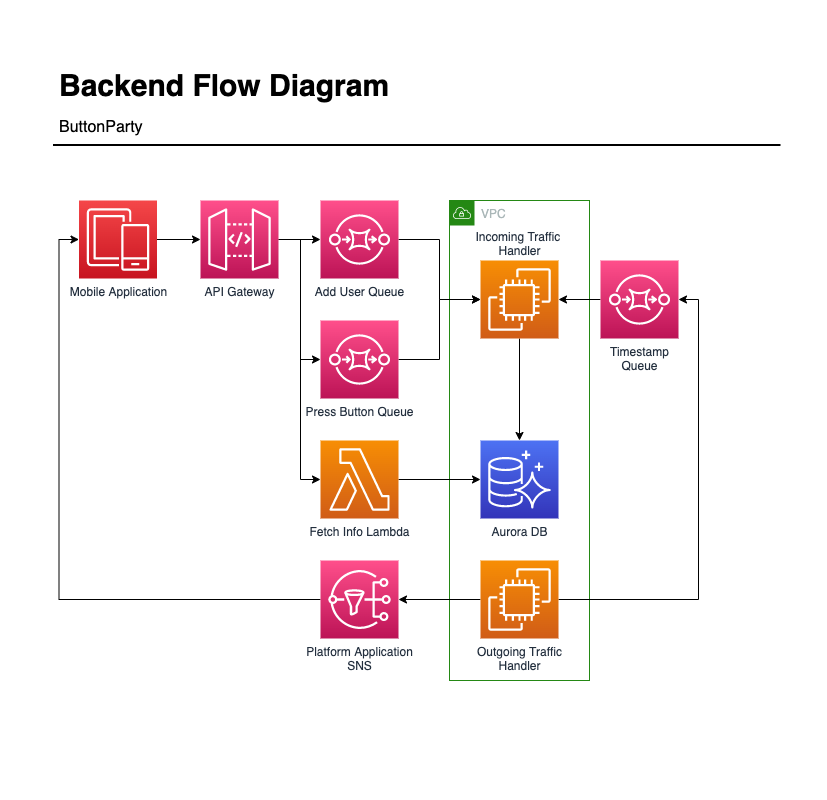 Backend Flow Diagram
ButtonParty
VPC
Incoming Traffic
Handler
</>
Mobile Application
API Gateway
Add User Queue
Timestamp
Queue
Press Button Queue
Fetch Info Lambda
Aurora DB
Platform Application
SNS
Outgoing Traffic
Handler